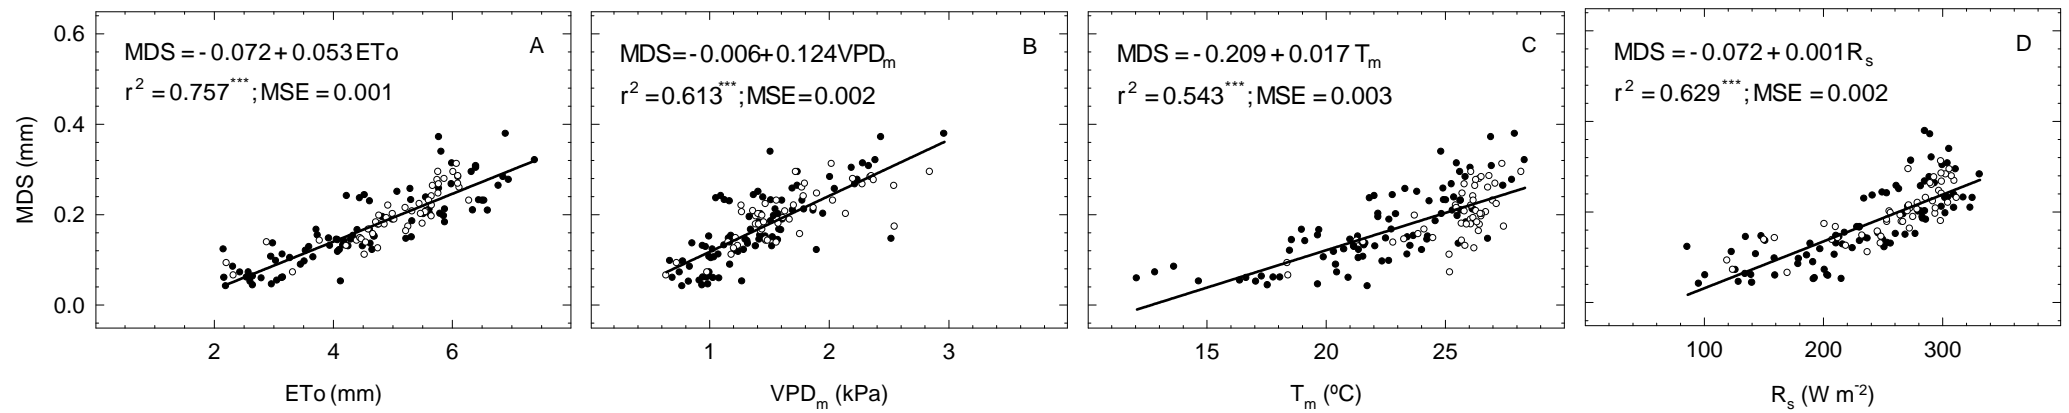 MDS (mm)
0.6
0.4
0.2
0.0
A
MDS = - 0.072 + 0.053 ETo
r² = 0.757***; MSE = 0.001
2 4 6
ETo (mm)
B
MDS=-0.006+0.124VPDm
r² =0.613***; MSE=0.002
1 2 3
VPDm (kPa)
C
MDS = -0.209 + 0.017 Tm
r² = 0.543***; MSE = 0.003
15 20 25
Tm (ºC)
D
MDS = -0.072 + 0.001Rs
r² = 0.629***; MSE = 0.002
100 200 300
Rs (W m⁻²)